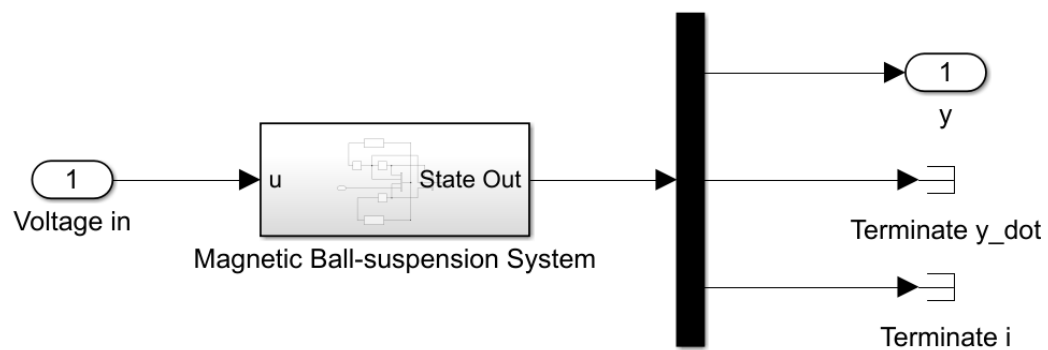 1
Voltage in
u
State Out
Magnetic Ball-suspension System
1
y
Terminate y_dot
Terminate i